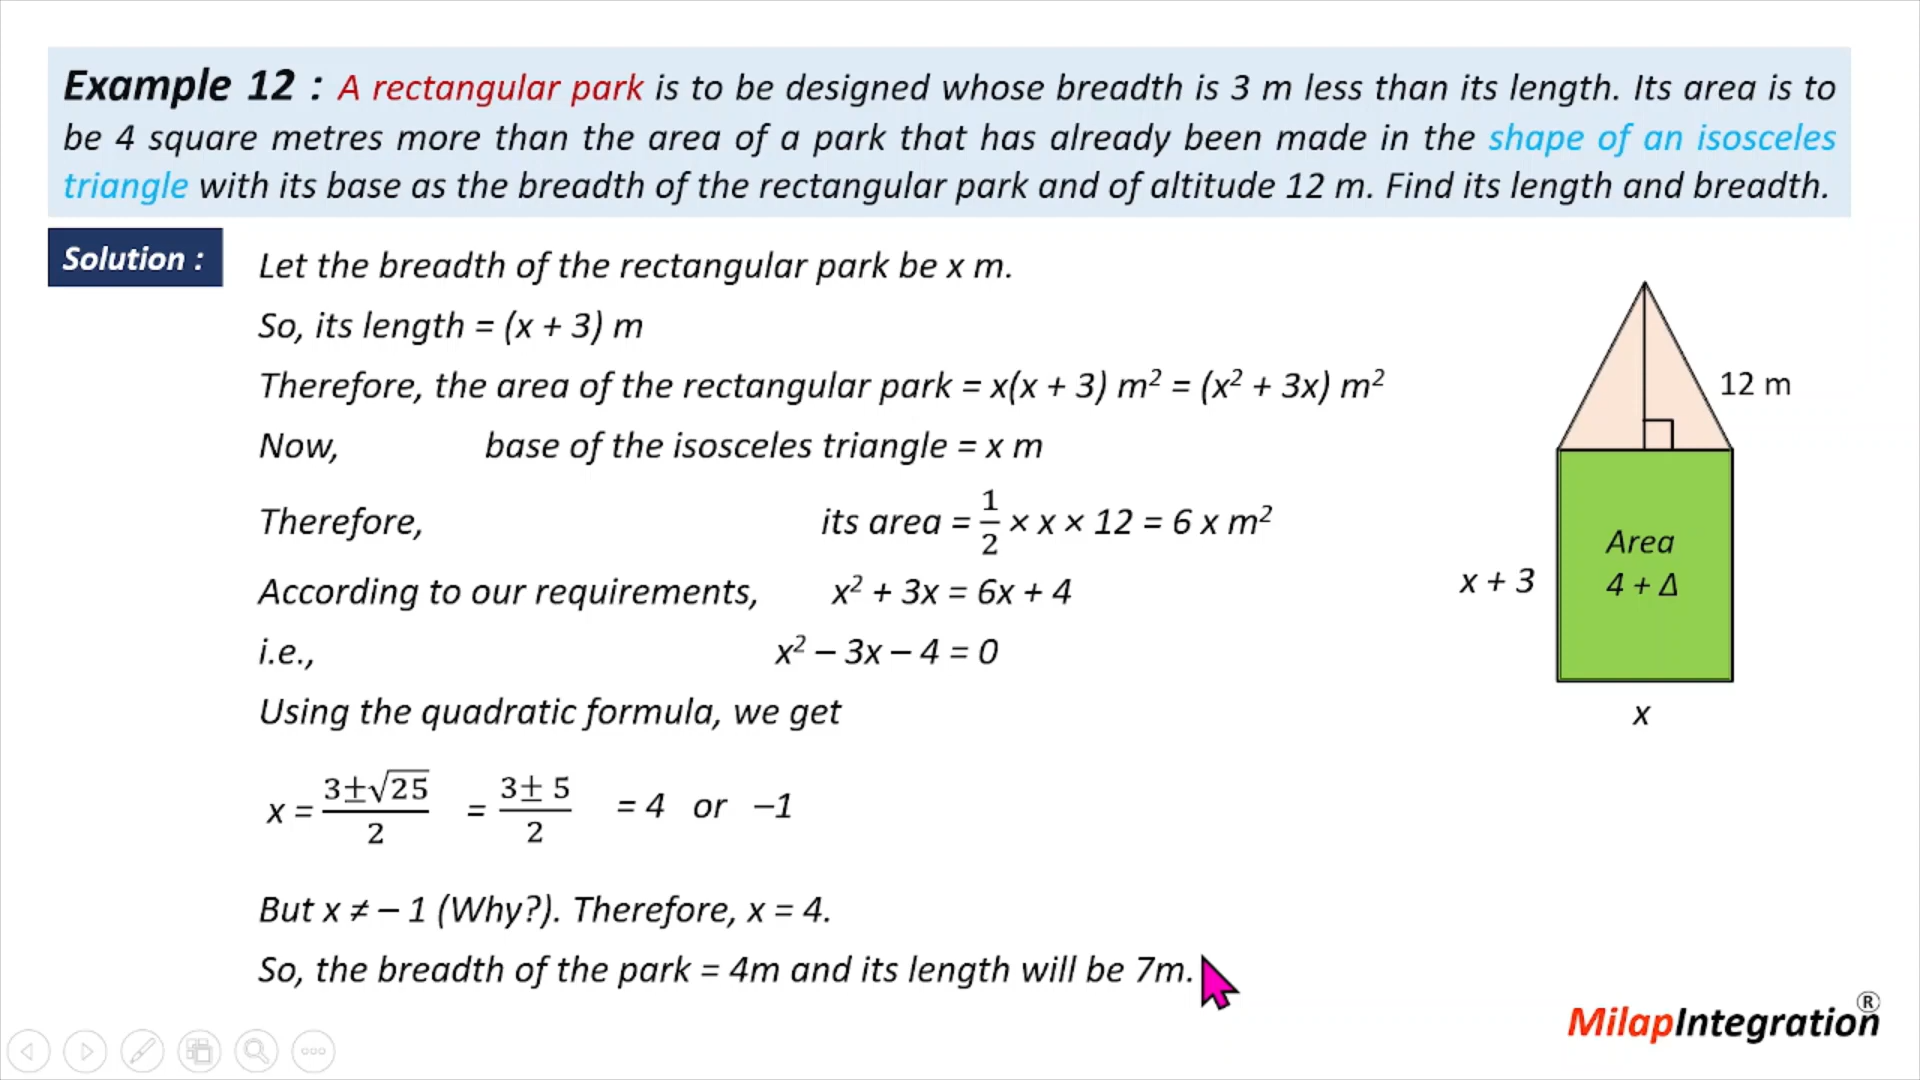 Example 12 : A rectangular park is to be designed whose breadth is 3 m less than its length. Its area is to
be 4 square metres more than the area of a park that has already been made in the shape of an isosceles
triangle with its base as the breadth of the rectangular park and of altitude 12 m. Find its length and breadth.
Solution :
Let the breadth of the rectangular park be x m.
So, its length = (x + 3) m
Therefore, the area of the rectangular park = x(x + 3) m² = (x² + 3x) m²
Now, base of the isosceles triangle = x m
Therefore, its area = 1/2 × x × 12 = 6 x m²
According to our requirements, x² + 3x = 6x + 4
i.e., x² – 3x – 4 = 0
Using the quadratic formula, we get
x = (3±√25)/2 = (3± 5)/2 = 4 or –1
But x ≠ – 1 (Why?). Therefore, x = 4.
So, the breadth of the park = 4m and its length will be 7m.
12 m
Area
4 + Δ
x + 3
x
MilapIntegration®